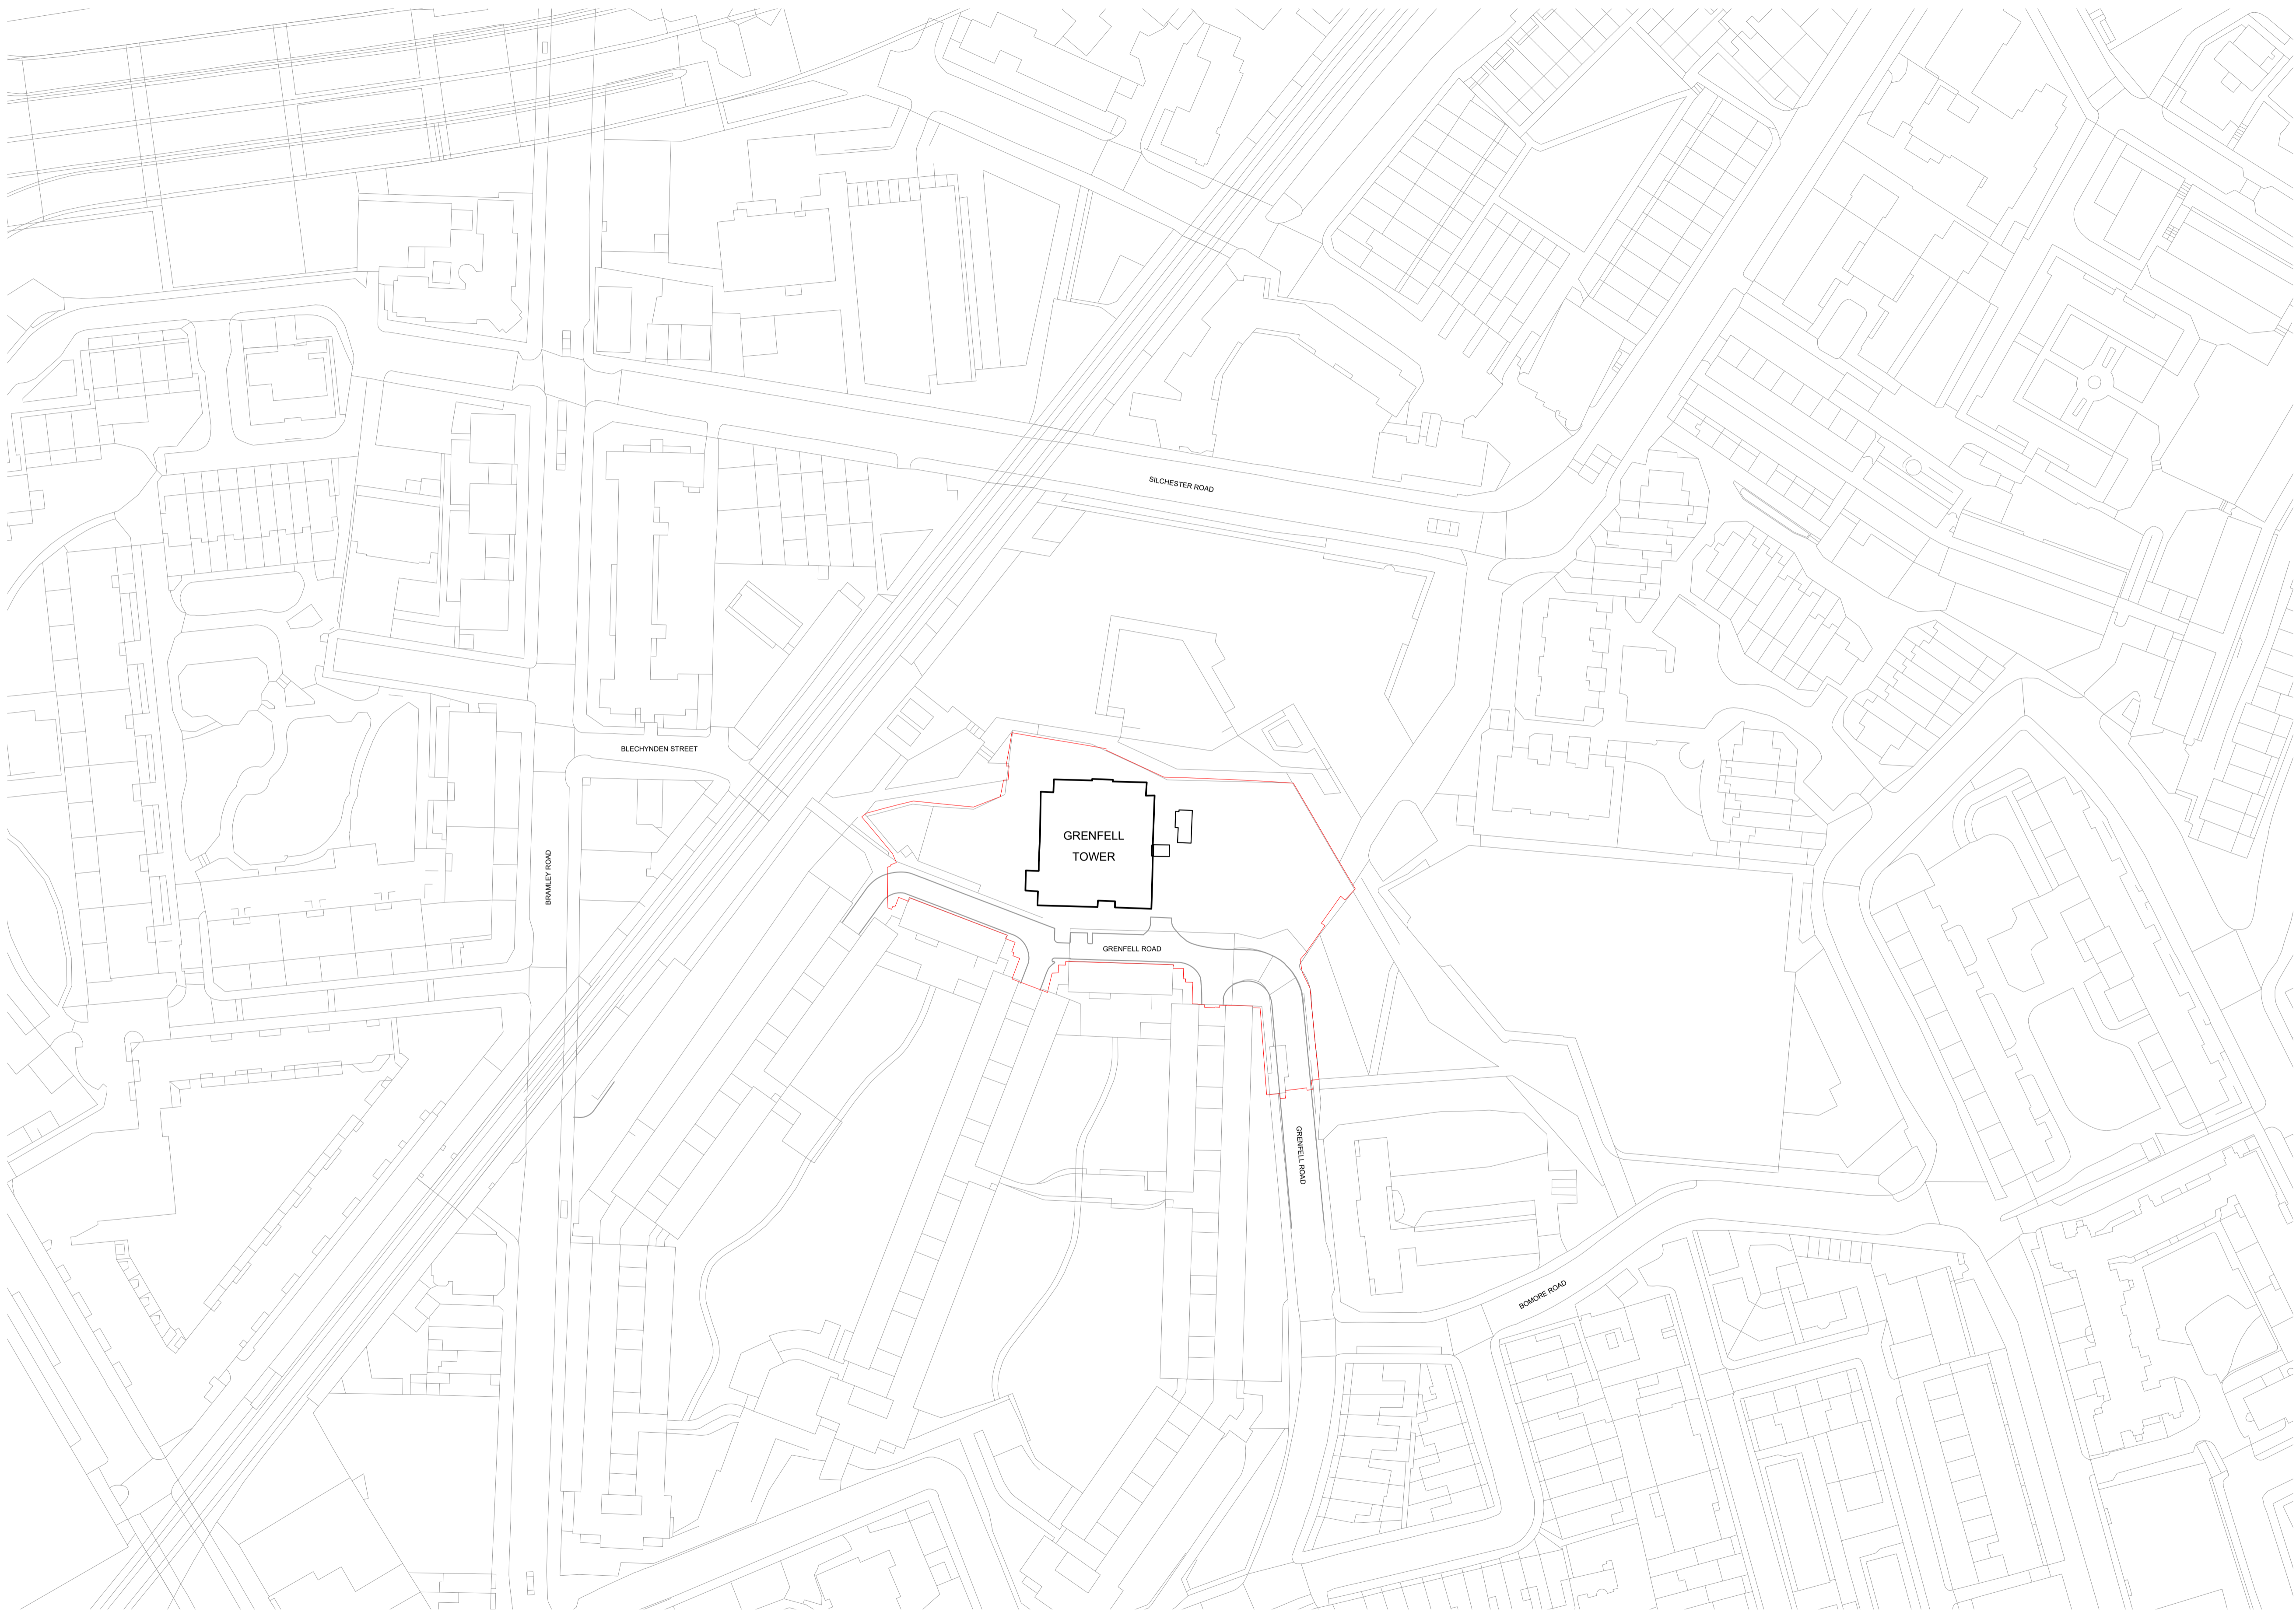 SILCHESTER ROAD
BLECHYNDEN STREET
GRENFELL
TOWER
BRAMLEY ROAD
GRENFELL ROAD
GRENFELL ROAD
BOMORE ROAD